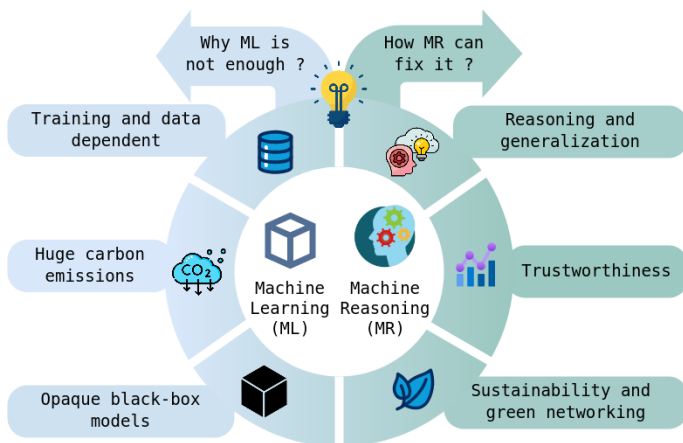 Why ML is
not enough ?
How MR can
fix it ?
Training and data
dependent
Reasoning and
generalization
Huge carbon
emissions
CO2
Machine
Learning
(ML)
Machine
Reasoning
(MR)
Trustworthiness
Opaque black-box
models
Sustainability and
green networking